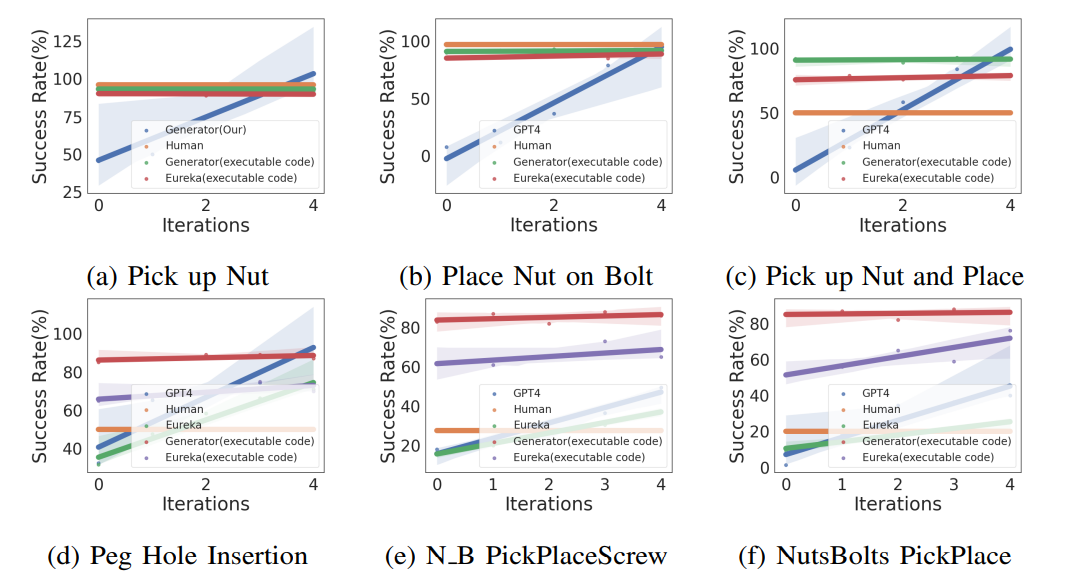 Success Rate(%)
125
100
75
50
25
Generator(Our)
Human
Generator(executable code)
Eureka(executable code)
0 2 4
Iterations
(a) Pick up Nut
Success Rate(%)
100
50
0
GPT4
Human
Generator(executable code)
Eureka(executable code)
0 2 4
Iterations
(b) Place Nut on Bolt
Success Rate(%)
100
50
0
GPT4
Human
Generator(executable code)
Eureka(executable code)
0 2 4
Iterations
(c) Pick up Nut and Place
Success Rate(%)
100
80
60
40
GPT4
Human
Eureka
Generator(executable code)
Eureka(executable code)
0 1 2 3 4
Iterations
(d) Peg Hole Insertion
Success Rate(%)
80
60
40
20
GPT4
Human
Eureka
Generator(executable code)
Eureka(executable code)
0 1 2 3 4
Iterations
(e) N_B PickPlaceScrew
Success Rate(%)
80
60
40
20
0
GPT4
Human
Eureka
Generator(executable code)
Eureka(executable code)
0 1 2 3 4
Iterations
(f) NutsBolts PickPlace